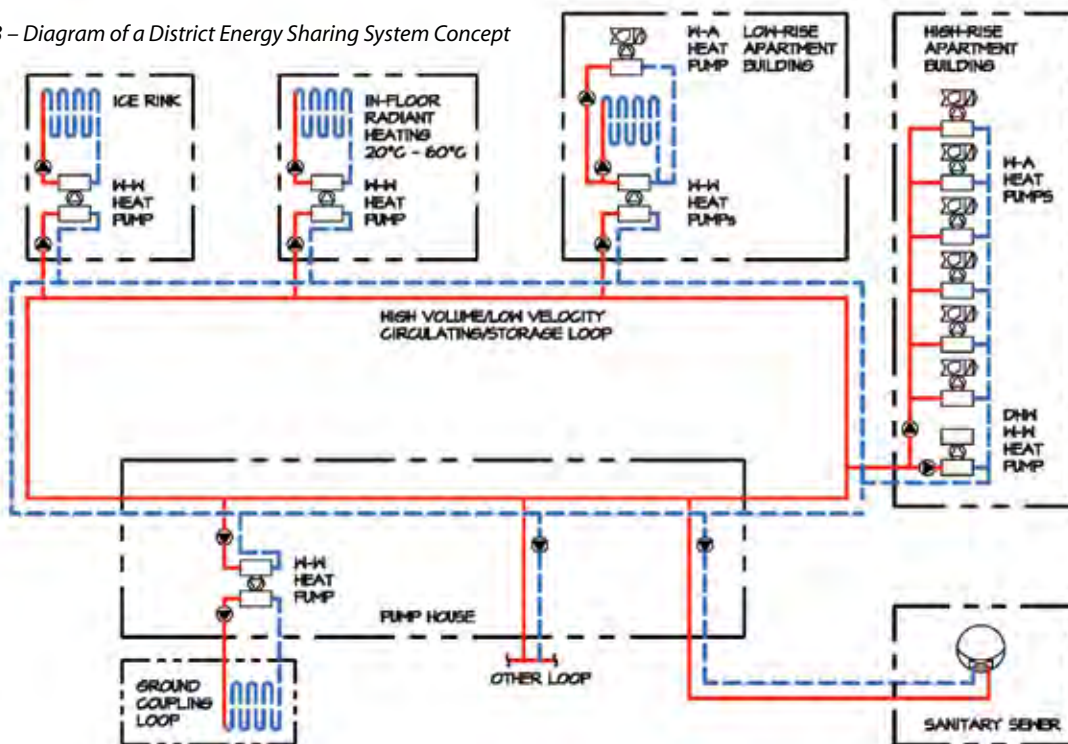 3 – Diagram of a District Energy Sharing System Concept
ICE RINK
W-W
HEAT
PUMP
IN-FLOOR
RADIANT
HEATING
20°C - 60°C
W-W
HEAT
PUMP
W-A
HEAT
PUMP
LOW-RISE
APARTMENT
BUILDING
W-W
HEAT
PUMPs
HIGH-RISE
APARTMENT
BUILDING
W-A
HEAT
PUMPS
DHW
W-W
HEAT
PUMP
HIGH VOLUME/LOW VELOCITY
CIRCULATING/STORAGE LOOP
W-W
HEAT
PUMP
PUMP HOUSE
GROUND
COUPLING
LOOP
OTHER LOOP
SANITARY SEWER